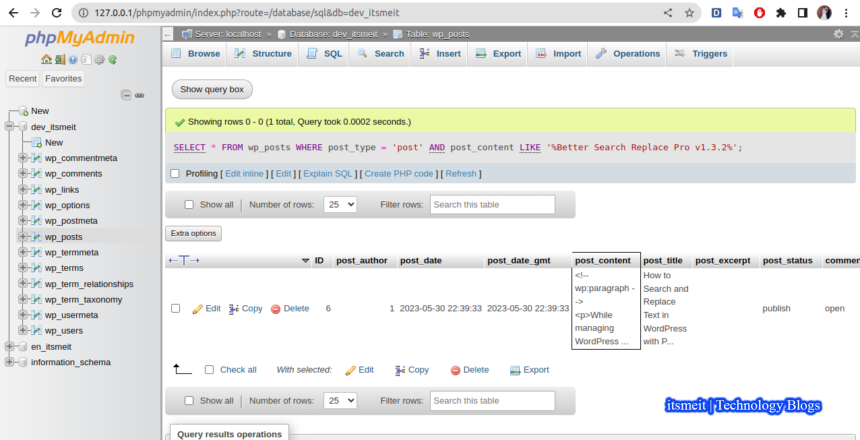 127.0.0.1/phpmyadmin/index.php?route=/database/sql&db=dev_itsmeit
phpMyAdmin
Recent Favorites
New
dev_itsmeit
New
wp_commentmeta
wp_comments
wp_links
wp_options
wp_postmeta
wp_posts
wp_termmeta
wp_terms
wp_term_relationships
wp_term_taxonomy
wp_usermeta
wp_users
en_itsmeit
information_schema
Server: localhost » Database: dev_itsmeit » Table: wp_posts
Browse Structure SQL Search Insert Export Import Operations Triggers
Show query box
Showing rows 0 - 0 (1 total, Query took 0.0002 seconds.)
SELECT * FROM wp_posts WHERE post_type = 'post' AND post_content LIKE '%Better Search Replace Pro v1.3.2%';
Profiling [ Edit inline ] [ Edit ] [ Explain SQL ] [ Create PHP code ] [ Refresh ]
Show all | Number of rows: 25 Filter rows: Search this table
Extra options
←T→ ID post_author post_date post_date_gmt post_content post_title post_excerpt post_status commen
Edit Copy Delete 6 1 2023-05-30 22:39:33 2023-05-30 22:39:33
<!--
wp:paragraph -
->
<p>While
managing
WordPress ...
How to
Search and
Replace
Text in
WordPress
with P...
publish open
Check all With selected: Edit Copy Delete Export
Show all | Number of rows: 25 Filter rows: Search this table
itsmeit | Technology Blogs
Query results operations